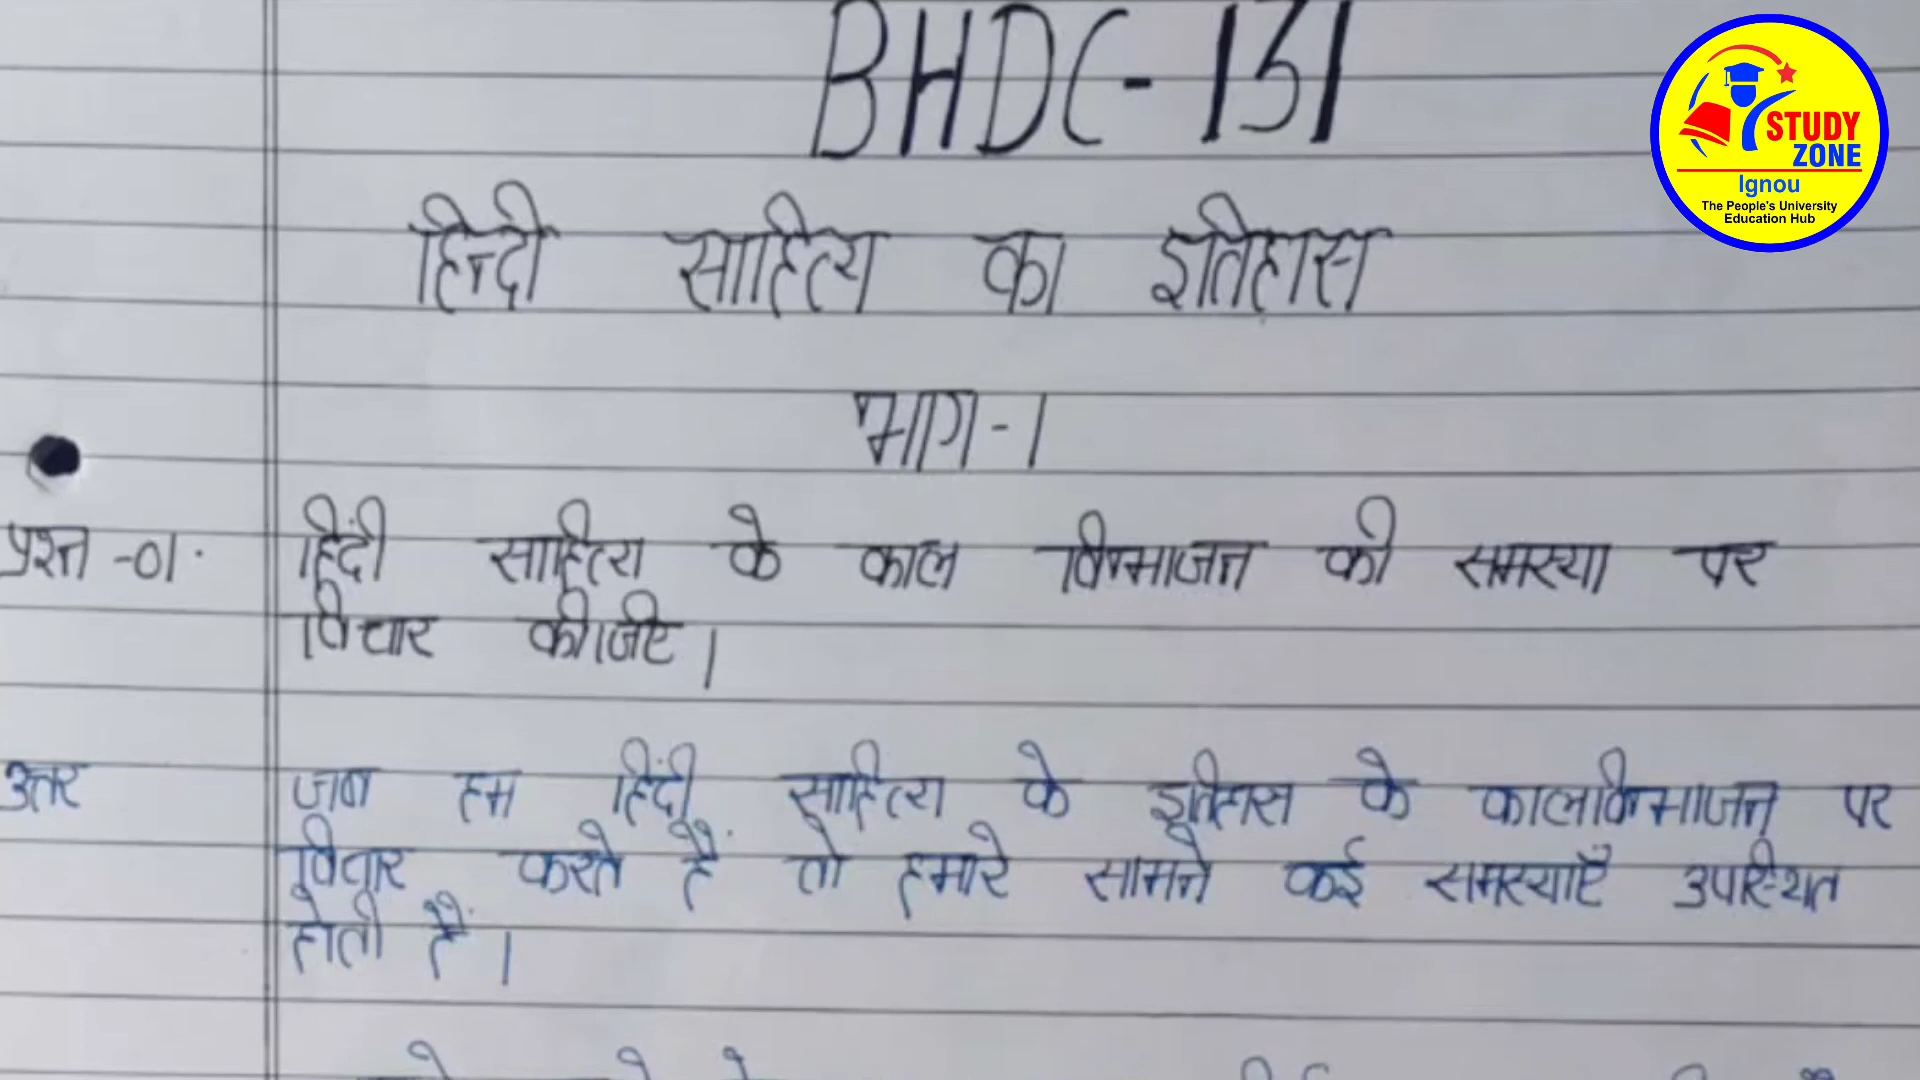 BHDC-131
STUDY
ZONE
Ignou
The People's University
Education Hub
हिन्दी साहित्य का इतिहास
भाग-1
प्रश्न -01. हिंदी साहित्य के काल विभाजन की समस्या पर
विचार कीजिए।
उत्तर जब हम हिंदी साहित्य के इतिहास के कालविभाजन पर
विचार करते हैं तो हमारे सामने कई समस्याएँ उपस्थित
होती हैं।